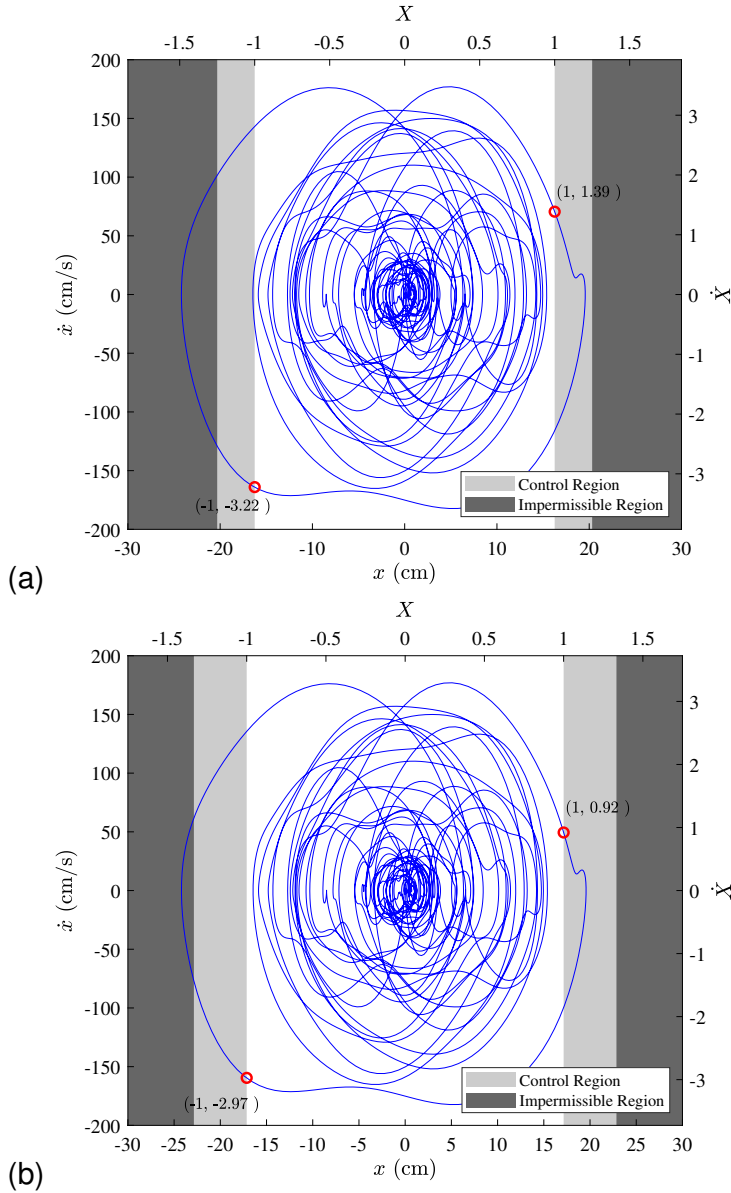 X
-1.5 -1 -0.5 0 0.5 1 1.5
200
150
100
50
0
-50
-100
-150
-200
ẋ (cm/s)
3
2
1
0
-1
-2
-3
Ẋ
(1, 1.39 )
(-1, -3.22 )
Control Region
Impermissible Region
-30 -20 -15 -10 -5 0 5 10 15 20 30
x (cm)
(a)
X
-1.5 -1 -0.5 0 0.5 1 1.5
200
150
100
50
0
-50
-100
-150
-200
ẋ (cm/s)
3
2
1
0
-1
-2
-3
Ẋ
(1, 0.92 )
(-1, -2.97 )
Control Region
Impermissible Region
-30 -25 -20 -15 -10 -5 0 5 10 15 20 25 30
x (cm)
(b)